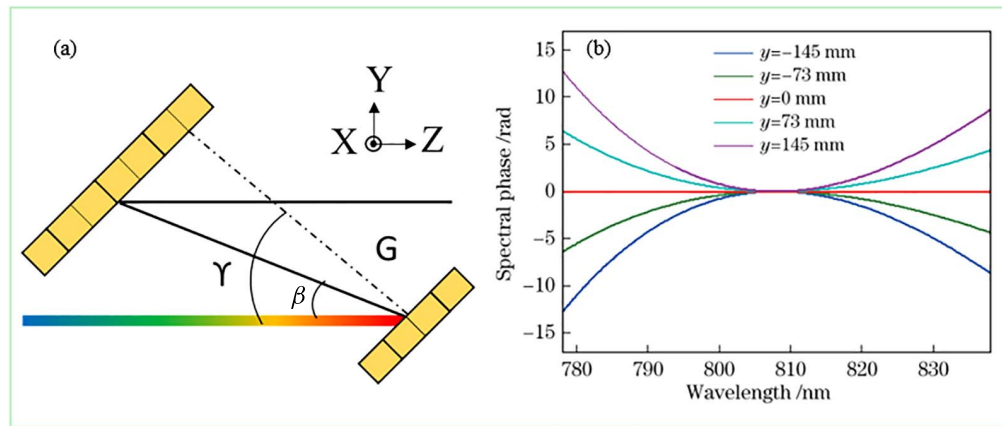 (a)
Y
X
Z
G
ϒ
β
(b)
y=−145 mm
y=−73 mm
y=0 mm
y=73 mm
y=145 mm
Spectral phase /rad
15
10
5
0
−5
−10
−15
780 790 800 810 820 830
Wavelength /nm